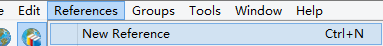 Edit References Groups Tools Window Help
New Reference Ctrl+N